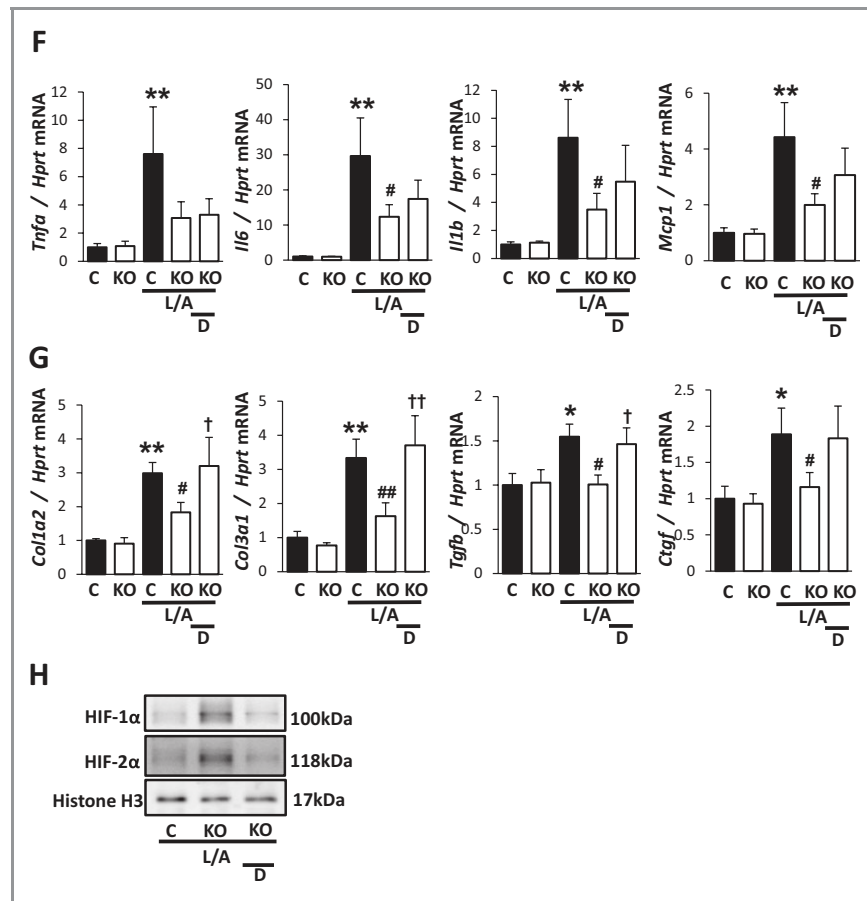 F
Tnfa / Hprt mRNA
12
10
8
6
4
2
0
**
C KO C KO KO
L/A
D
Il6 / Hprt mRNA
50
40
30
20
10
0
**
#
C KO C KO KO
L/A
D
Il1b / Hprt mRNA
12
10
8
6
4
2
0
**
#
C KO C KO KO
L/A
D
Mcp1 / Hprt mRNA
6
4
2
0
**
#
C KO C KO KO
L/A
D
G
Col1a2 / Hprt mRNA
5
4
3
2
1
0
**
#
†
C KO C KO KO
L/A
D
Col3a1 / Hprt mRNA
5
4
3
2
1
0
**
##
††
C KO C KO KO
L/A
D
Tgfb / Hprt mRNA
2
1.5
1
0.5
0
*
#
†
C KO C KO KO
L/A
D
Ctgf / Hprt mRNA
2.5
2
1.5
1
0.5
0
*
#
C KO C KO KO
L/A
D
H
HIF-1α 100kDa
HIF-2α 118kDa
Histone H3 17kDa
C KO KO
L/A
D